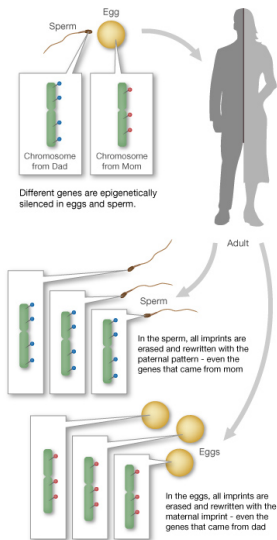 Egg
Sperm
Chromosome
from Dad
Chromosome
from Mom
Different genes are epigenetically
silenced in eggs and sperm.
Adult
Sperm
In the sperm, all imprints are
erased and rewritten with the
paternal pattern - even the
genes that came from mom
Eggs
In the eggs, all imprints are
erased and rewritten with the
maternal imprint - even the
genes that came from dad